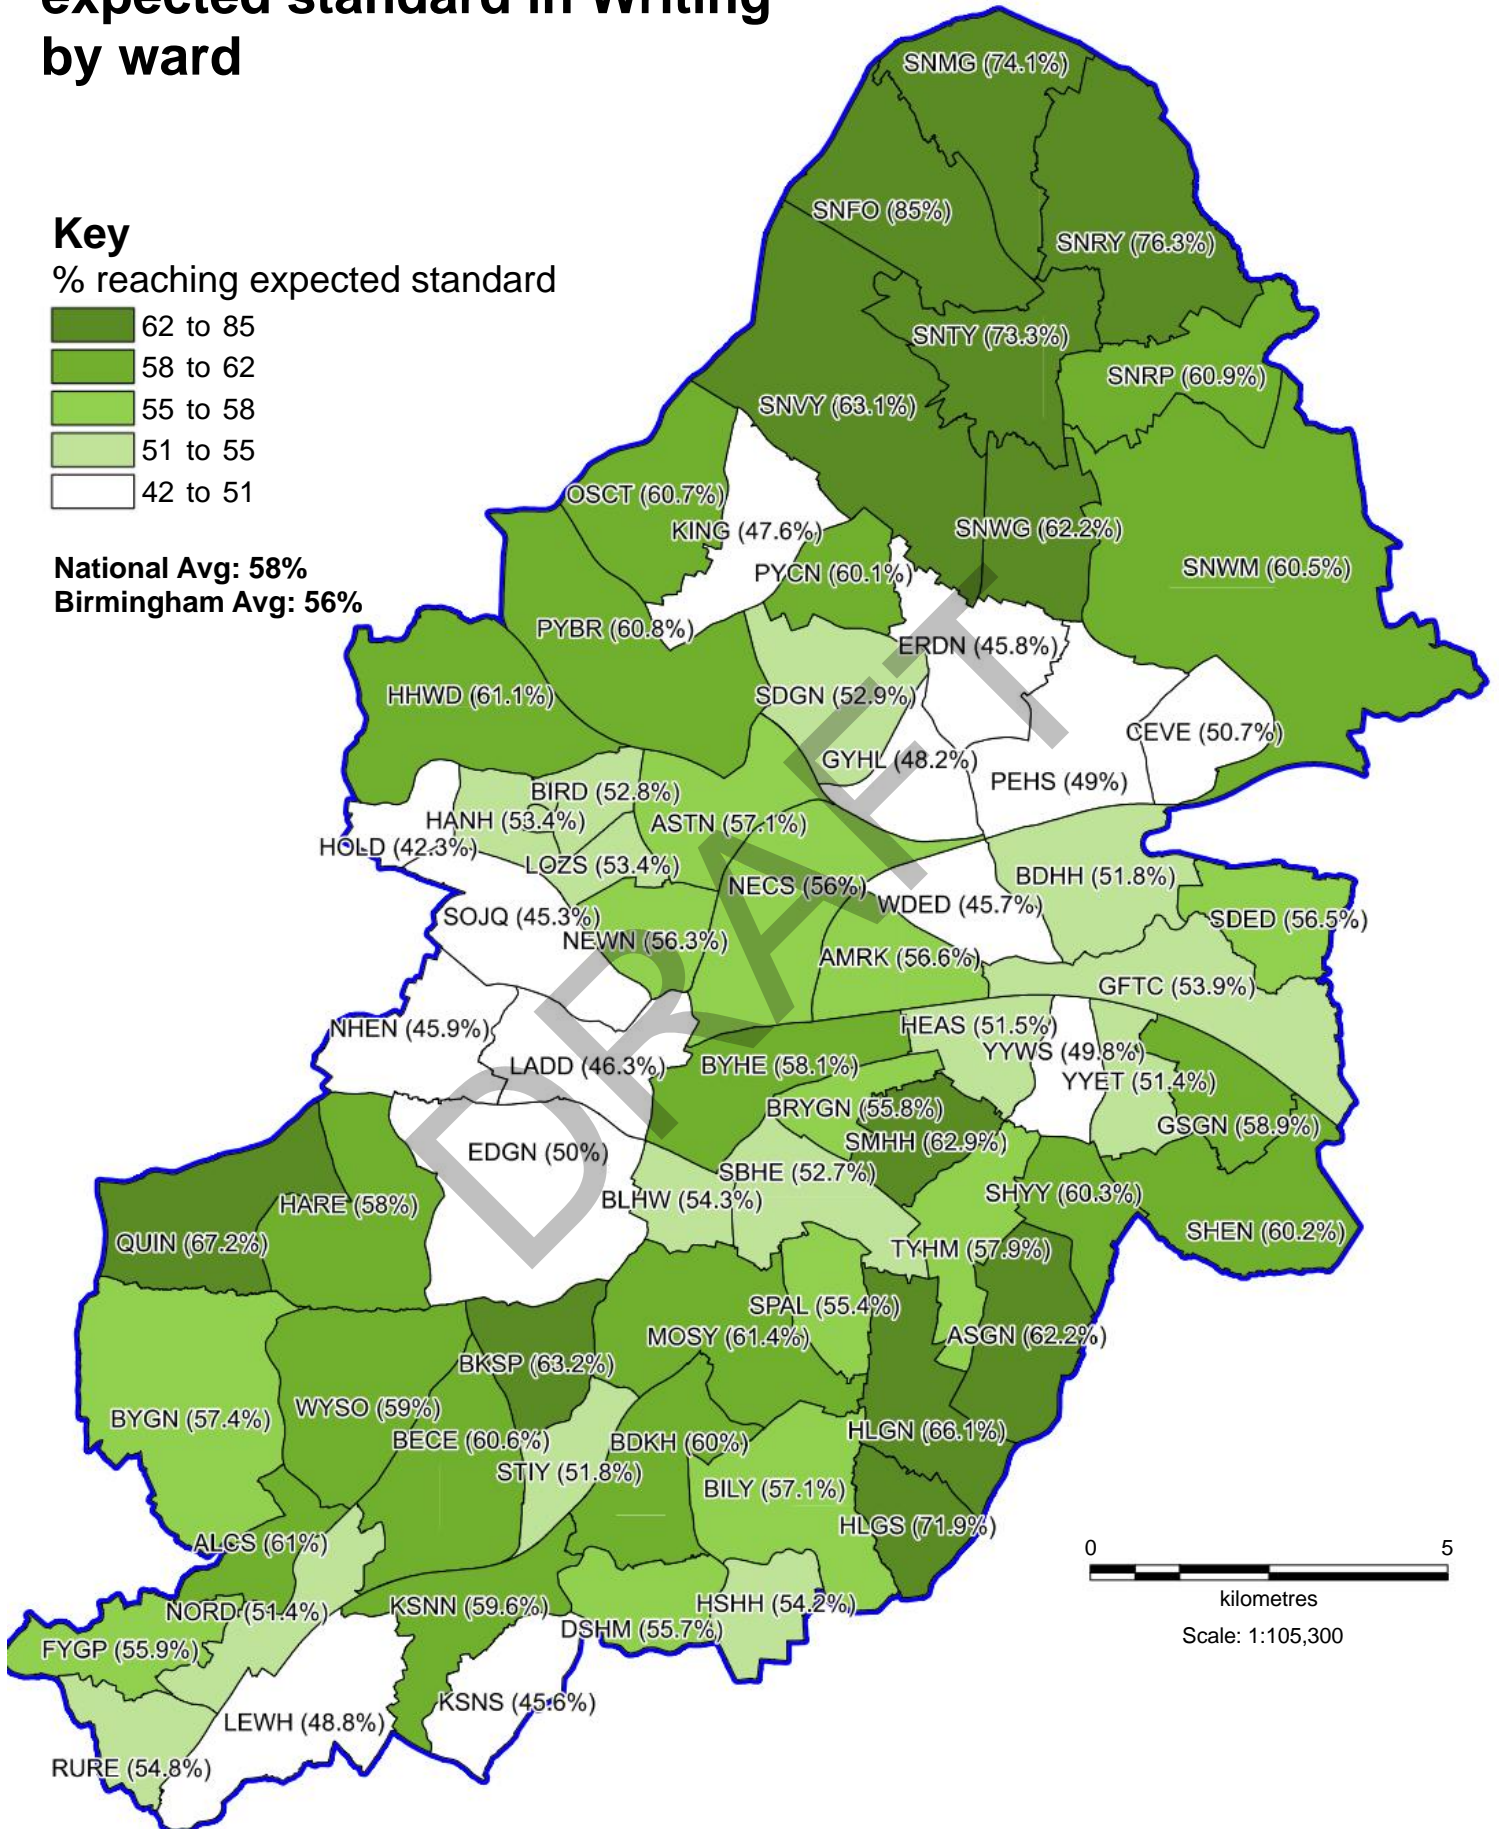 expected standard in Writing
by ward
SNMG (74.1%)
SNFO (85%)
Key
SNRY (76.3%)
% reaching expected standard
62 to 85
SNTY (73.3%)
58 to 62
SNRP (60.9%)
55 to 58
SNVY (63.1%)
51 to 55
42 to 51
OSCT (60.7%)
KING (47.6%)
SNWG (62.2%)
National Avg: 58%
SNWM (60.5%)
PYCN (60.1%)
Birmingham Avg: 56%
PYBR (60.8%)
ERDN (45.8%)
HHWD (61.1%)
SDGN (52.9%)
CEVE (50.7%)
GYHL (48.2%)
PEHS (49%)
BIRD (52.8%)
HANH (53.4%)
ASTN (57.1%)
HOLD (42.3%)
LOZS (53.4%)
BDHH (51.8%)
NECS (56%)
WDED (45.7%)
SOJQ (45.3%)
SDED (56.5%)
NEWN (56.3%)
AMRK (56.6%)
GFTC (53.9%)
NHEN (45.9%)
HEAS (51.5%)
YYWS (49.8%)
LADD (46.3%)
BYHE (58.1%)
YYET (51.4%)
BRYGN (55.8%)
GSGN (58.9%)
SMHH (62.9%)
EDGN (50%)
SBHE (52.7%)
BLHW (54.3%)
SHYY (60.3%)
HARE (58%)
SHEN (60.2%)
QUIN (67.2%)
TYHM (57.9%)
SPAL (55.4%)
MOSY (61.4%)
ASGN (62.2%)
BKSP (63.2%)
WYSO (59%)
BYGN (57.4%)
HLGN (66.1%)
BECE (60.6%)
BDKH (60%)
STIY (51.8%)
BILY (57.1%)
HLGS (71.9%)
ALCS (61%)
0 5
kilometres
Scale: 1:105,300
NORD (51.4%)
KSNN (59.6%)
HSHH (54.2%)
DSHM (55.7%)
FYGP (55.9%)
KSNS (45.6%)
LEWH (48.8%)
RURE (54.8%)
DRAFT